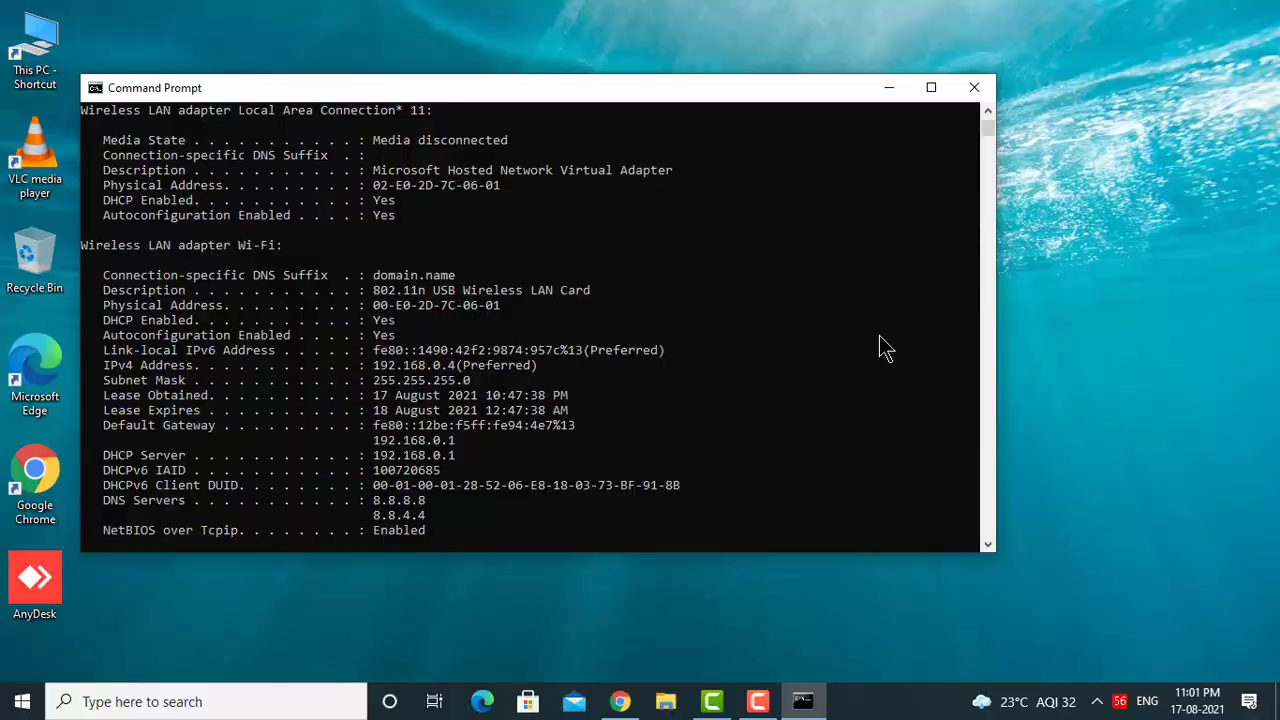 This PC -
Shortcut
VLC media
player
Recycle Bin
Microsoft
Edge
Google
Chrome
AnyDesk
Command Prompt
Wireless LAN adapter Local Area Connection* 11:
Media State . . . . . . . . . . . : Media disconnected
Connection-specific DNS Suffix  . :
Description . . . . . . . . . . . : Microsoft Hosted Network Virtual Adapter
Physical Address. . . . . . . . . : 02-E0-2D-7C-06-01
DHCP Enabled. . . . . . . . . . . : Yes
Autoconfiguration Enabled . . . . : Yes
Wireless LAN adapter Wi-Fi:
Connection-specific DNS Suffix  . : domain.name
Description . . . . . . . . . . . : 802.11n USB Wireless LAN Card
Physical Address. . . . . . . . . : 00-E0-2D-7C-06-01
DHCP Enabled. . . . . . . . . . . : Yes
Autoconfiguration Enabled . . . . : Yes
Link-local IPv6 Address . . . . . : fe80::1490:42f2:9874:957c%13(Preferred)
IPv4 Address. . . . . . . . . . . : 192.168.0.4(Preferred)
Subnet Mask . . . . . . . . . . . : 255.255.255.0
Lease Obtained. . . . . . . . . . : 17 August 2021 10:47:38 PM
Lease Expires . . . . . . . . . . : 18 August 2021 12:47:38 AM
Default Gateway . . . . . . . . . : fe80::12be:f5ff:fe94:4e7%13
192.168.0.1
DHCP Server . . . . . . . . . . . : 192.168.0.1
DHCPv6 IAID . . . . . . . . . . . : 100720685
DHCPv6 Client DUID. . . . . . . . : 00-01-00-01-28-52-06-E8-18-03-73-BF-91-8B
DNS Servers . . . . . . . . . . . : 8.8.8.8
8.8.4.4
NetBIOS over Tcpip. . . . . . . . : Enabled
Type here to search
23°C AQI 32
56
ENG
11:01 PM
17-08-2021